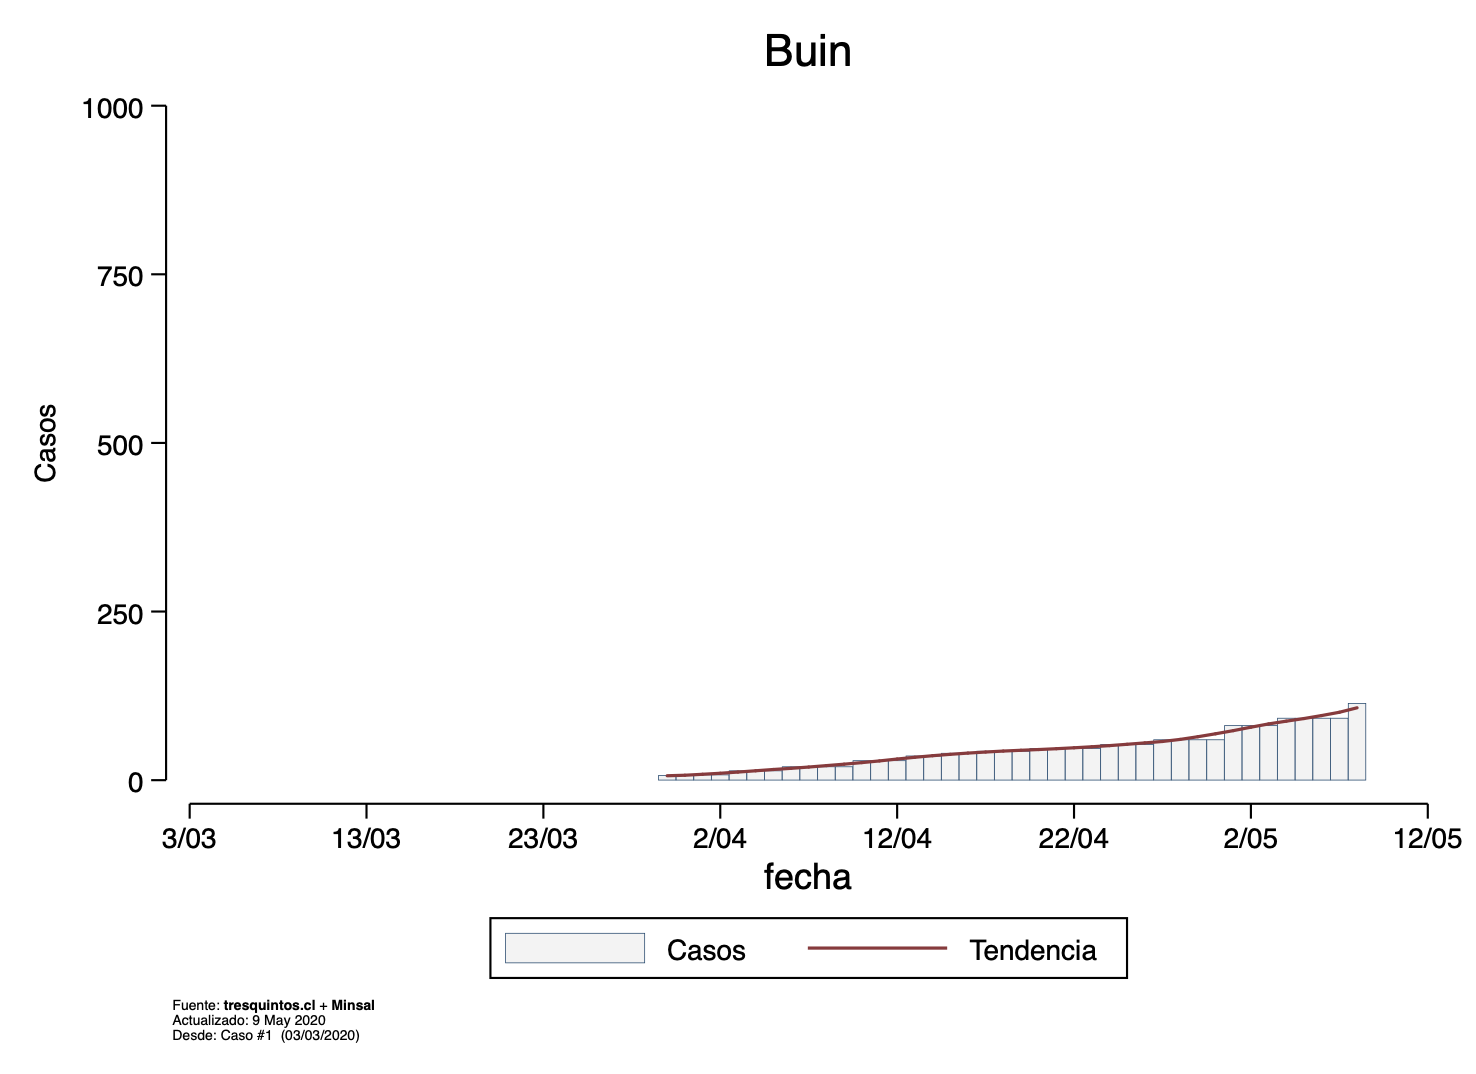 Buin
1000
750
500
250
0
Casos
3/03 13/03 23/03 2/04 12/04 22/04 2/05 12/05
fecha
Casos Tendencia
Fuente: tresquintos.cl + Minsal
Actualizado: 9 May 2020
Desde: Caso #1 (03/03/2020)